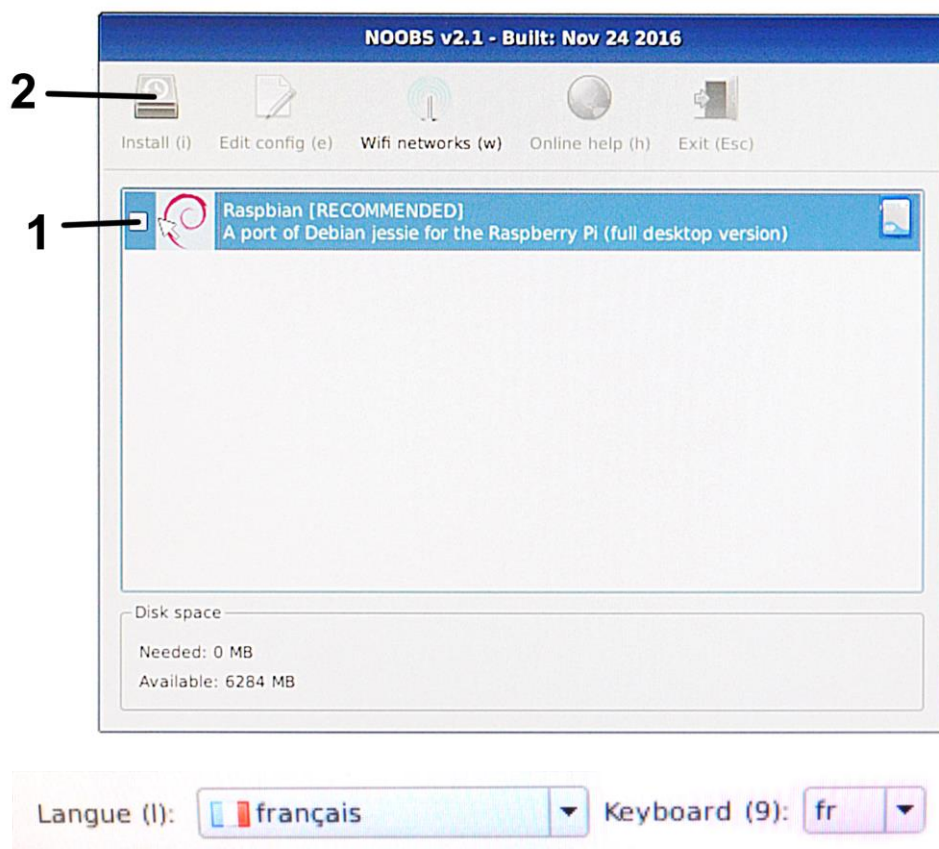 NOOBS v2.1 - Built: Nov 24 2016
2
Install (i) Edit config (e) Wifi networks (w) Online help (h) Exit (Esc)
1
Raspbian [RECOMMENDED]
A port of Debian jessie for the Raspberry Pi (full desktop version)
Disk space
Needed: 0 MB
Available: 6284 MB
Langue (l): français Keyboard (9): fr